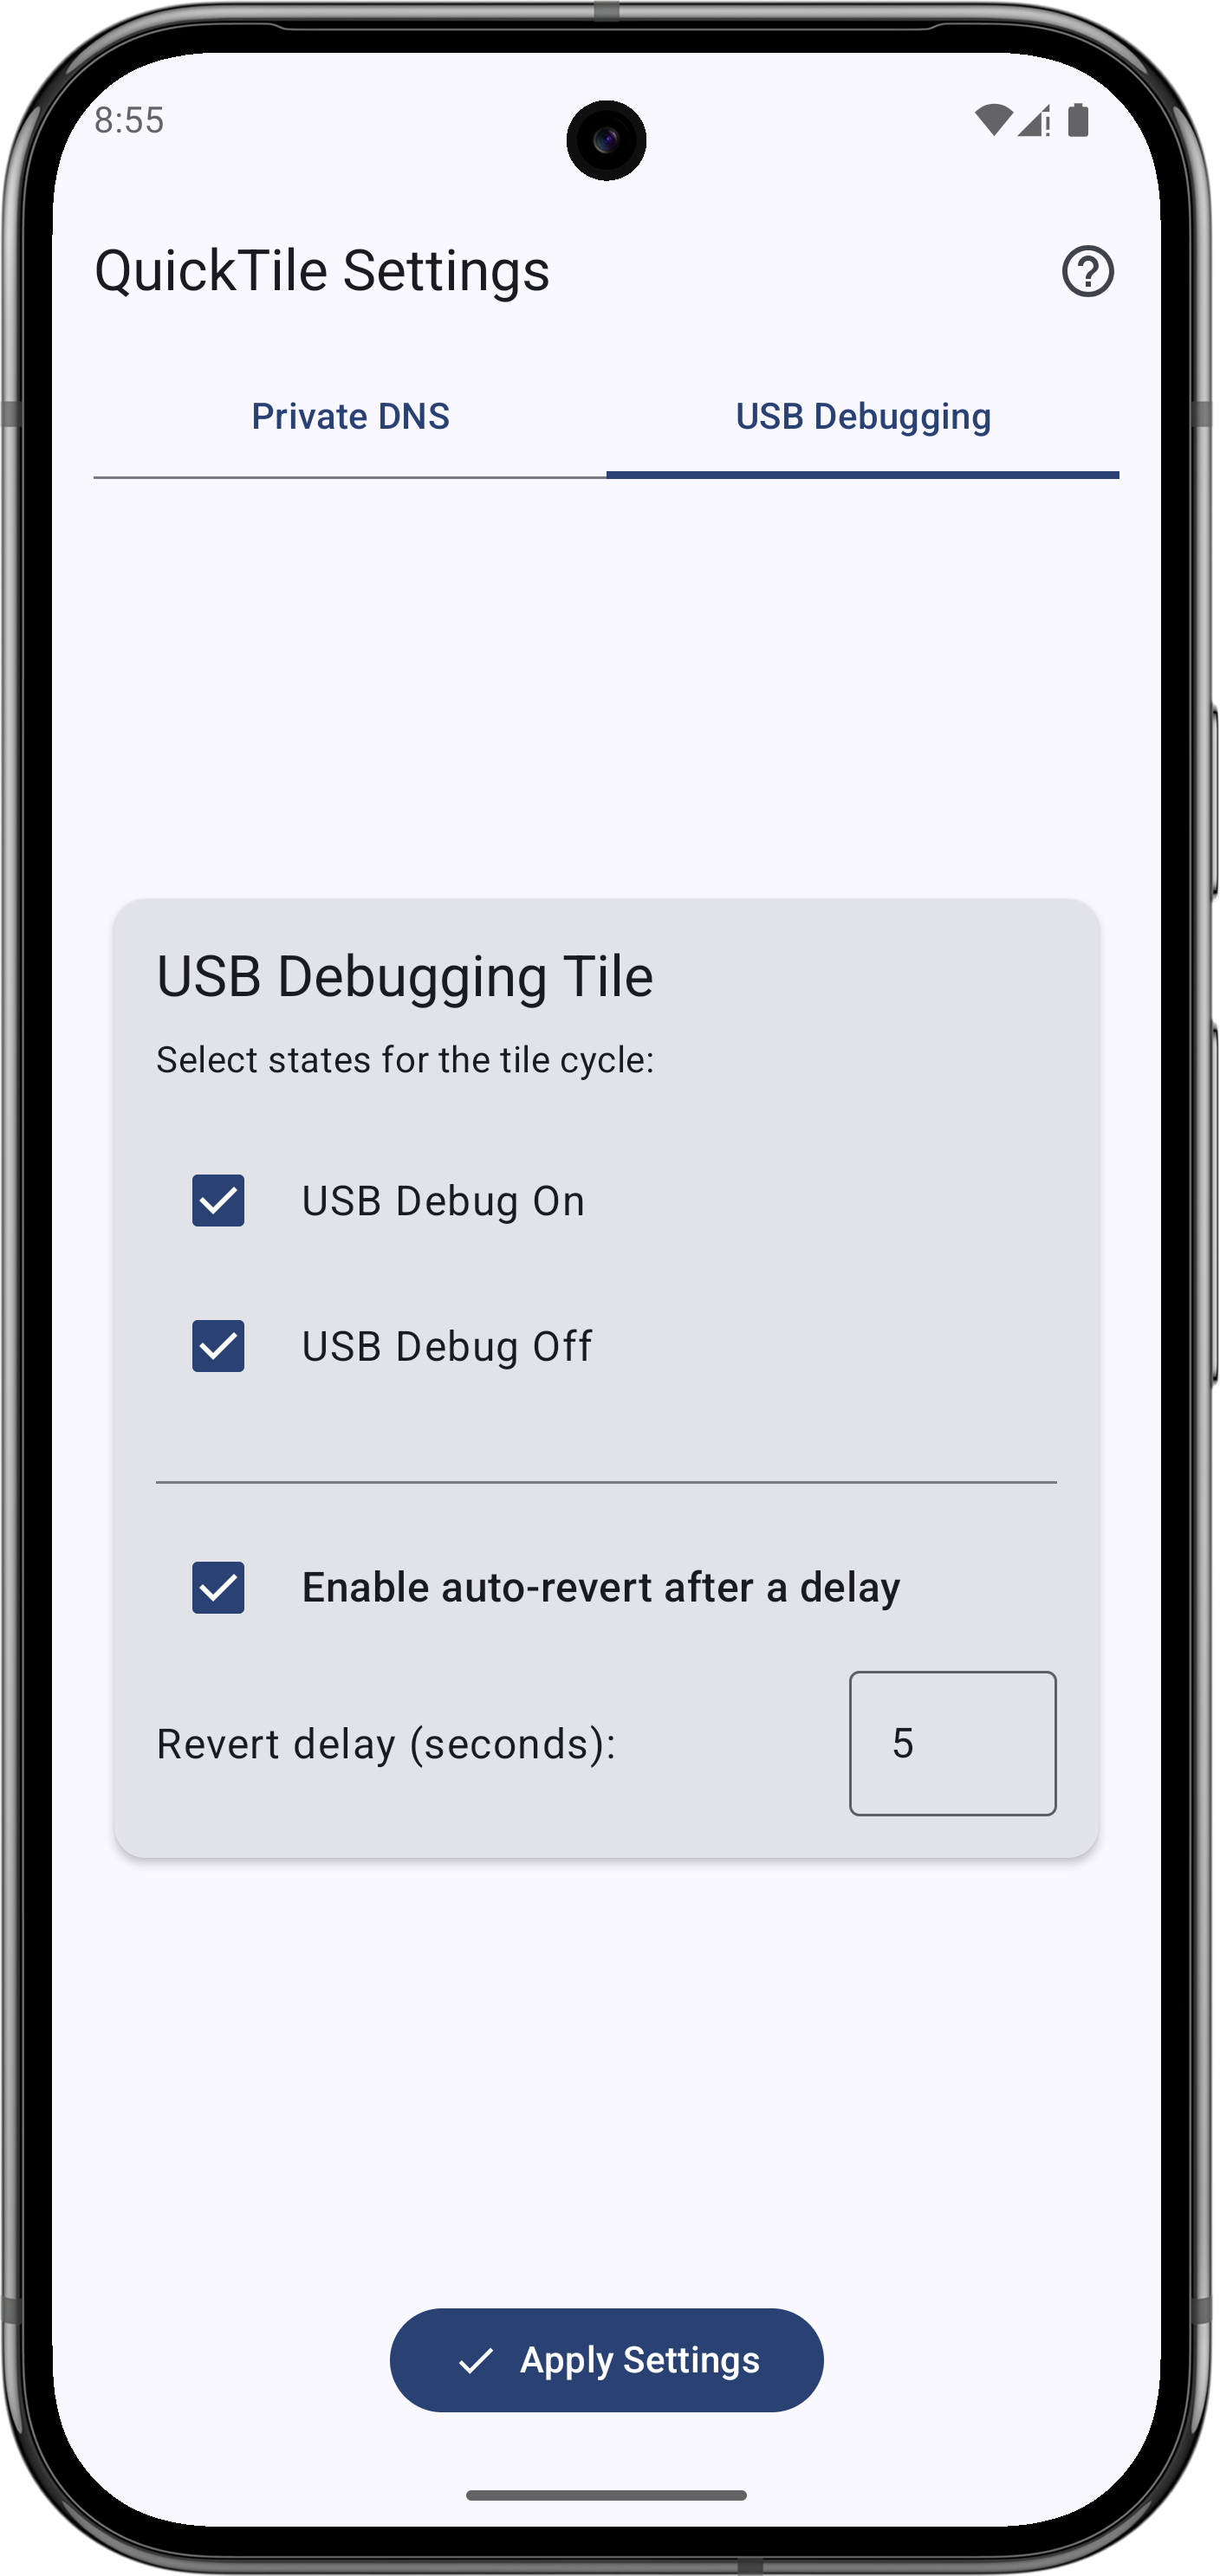 8:55
QuickTile Settings
Private DNS
USB Debugging
USB Debugging Tile
Select states for the tile cycle:
USB Debug On
USB Debug Off
Enable auto-revert after a delay
Revert delay (seconds):
5
Apply Settings